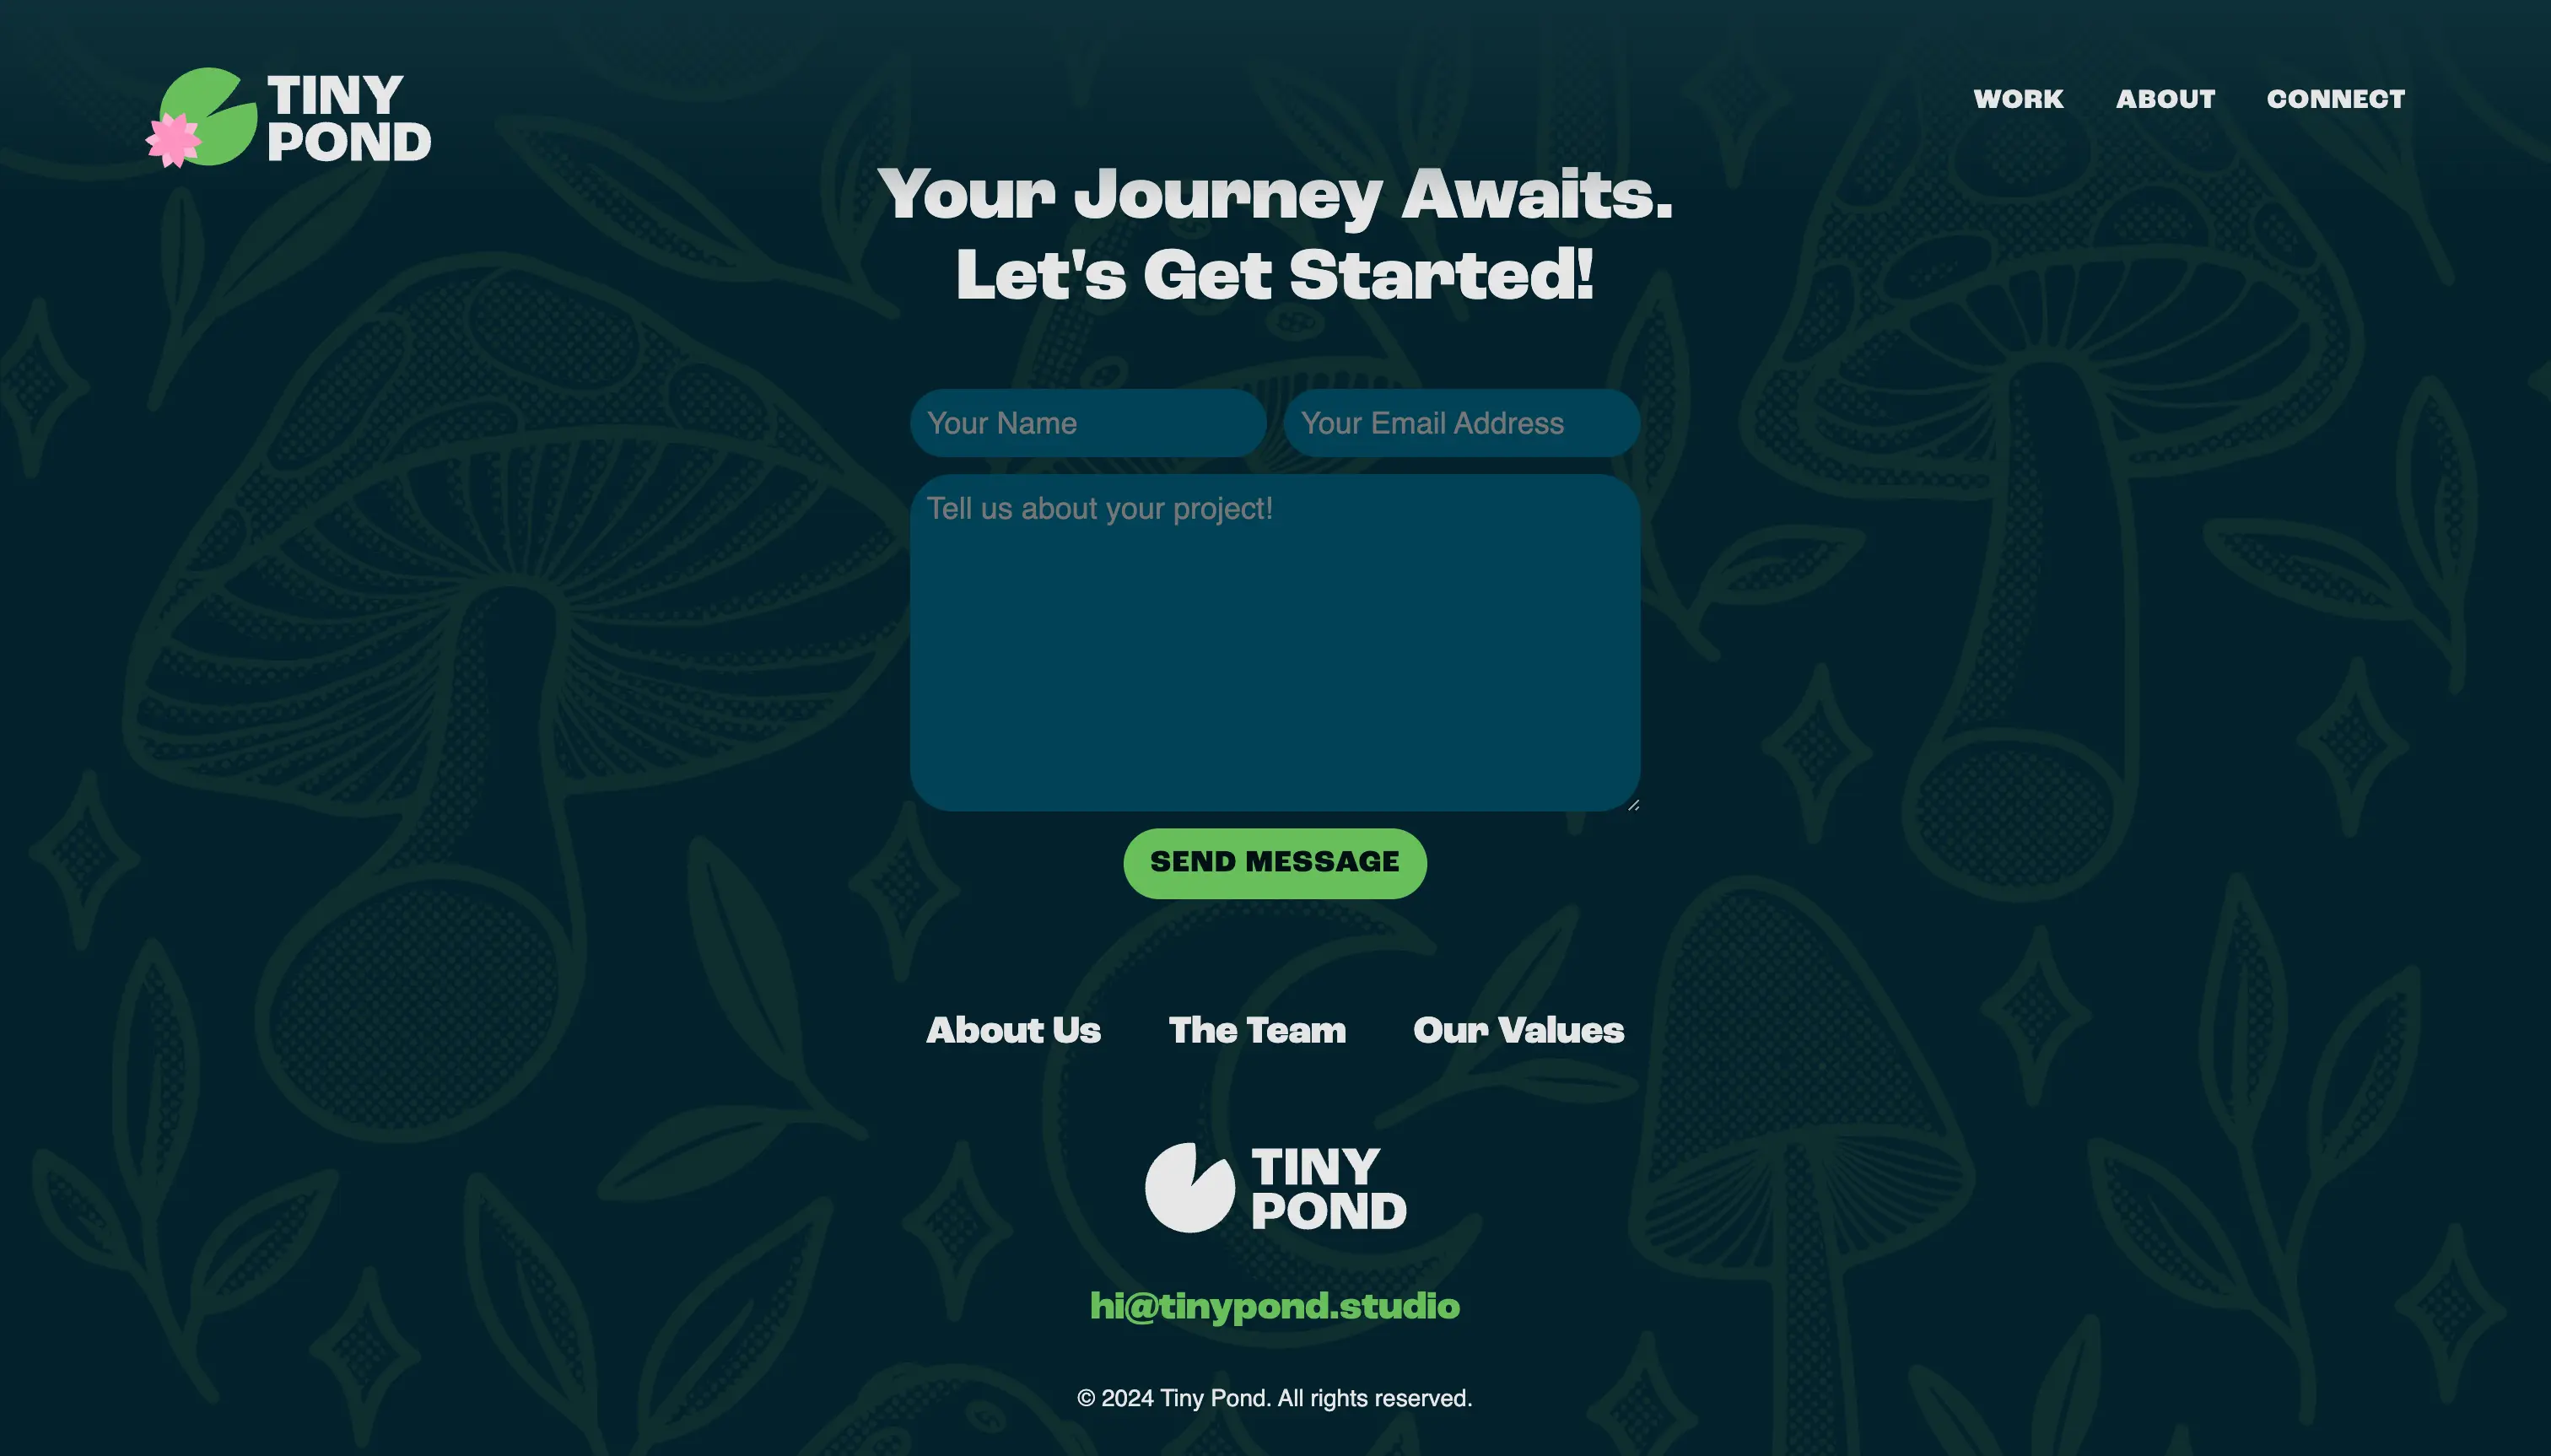 TINY
POND
WORK ABOUT CONNECT
Your Journey Awaits.
Let's Get Started!
Your Name
Your Email Address
Tell us about your project!
SEND MESSAGE
About Us The Team Our Values
TINY
POND
hi@tinypond.studio
© 2024 Tiny Pond. All rights reserved.